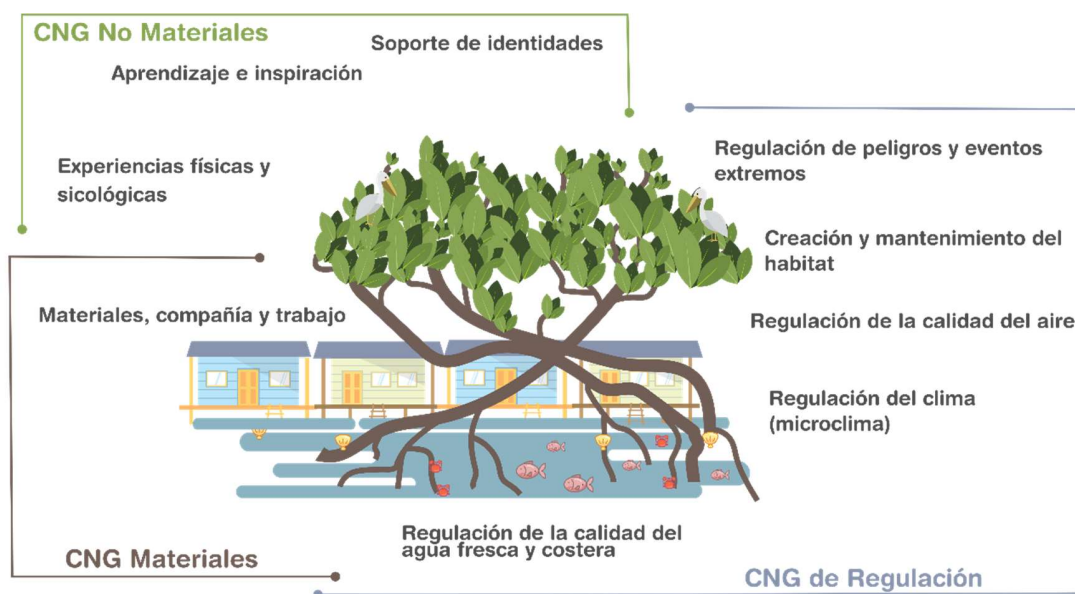 CNG No Materiales
Soporte de identidades
Aprendizaje e inspiración
Experiencias físicas y
sicológicas
Regulación de peligros y eventos
extremos
Creación y mantenimiento del
habitat
Materiales, compañía y trabajo
Regulación de la calidad del aire
Regulación del clima
(microclima)
Regulación de la calidad del
agua fresca y costera
CNG Materiales
CNG de Regulación